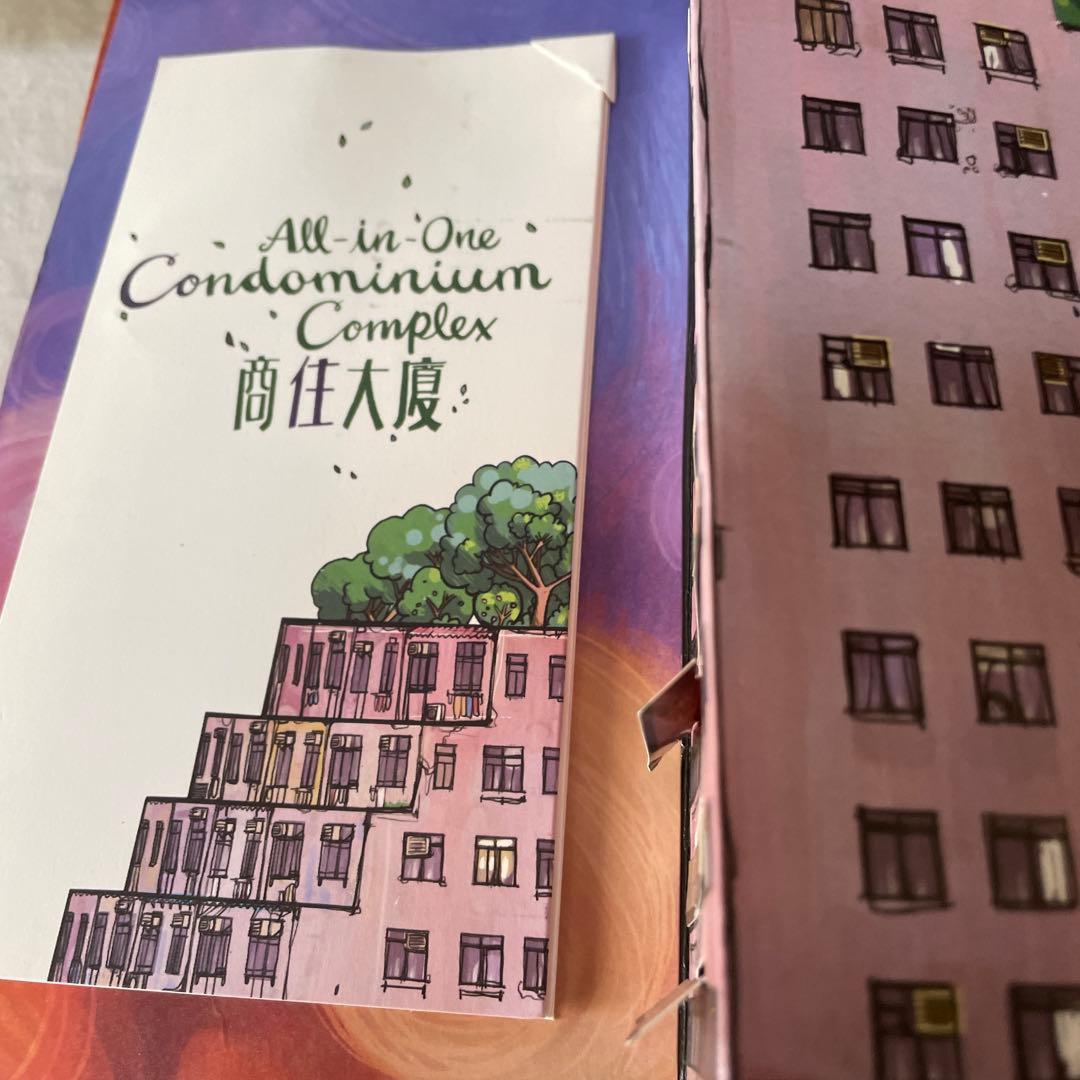 All-in-One
Condominium
Complex
商住大廈